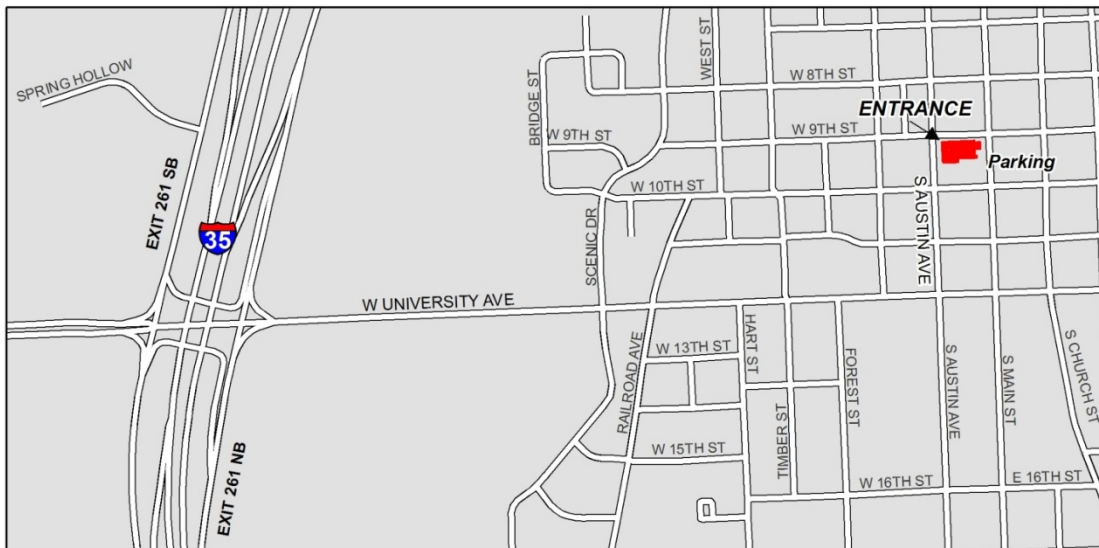 SPRING HOLLOW
EXIT 261 SB
35
EXIT 261 NB
W UNIVERSITY AVE
BRIDGE ST
W 9TH ST
SCENIC DR
W 10TH ST
WEST ST
W 8TH ST
ENTRANCE
W 9TH ST
Parking
S AUSTIN AVE
RAILROAD AVE
W 13TH ST
HART ST
W 15TH ST
TIMBER ST
FOREST ST
S AUSTIN AVE
S MAIN ST
S CHURCH ST
W 16TH ST
E 16TH ST